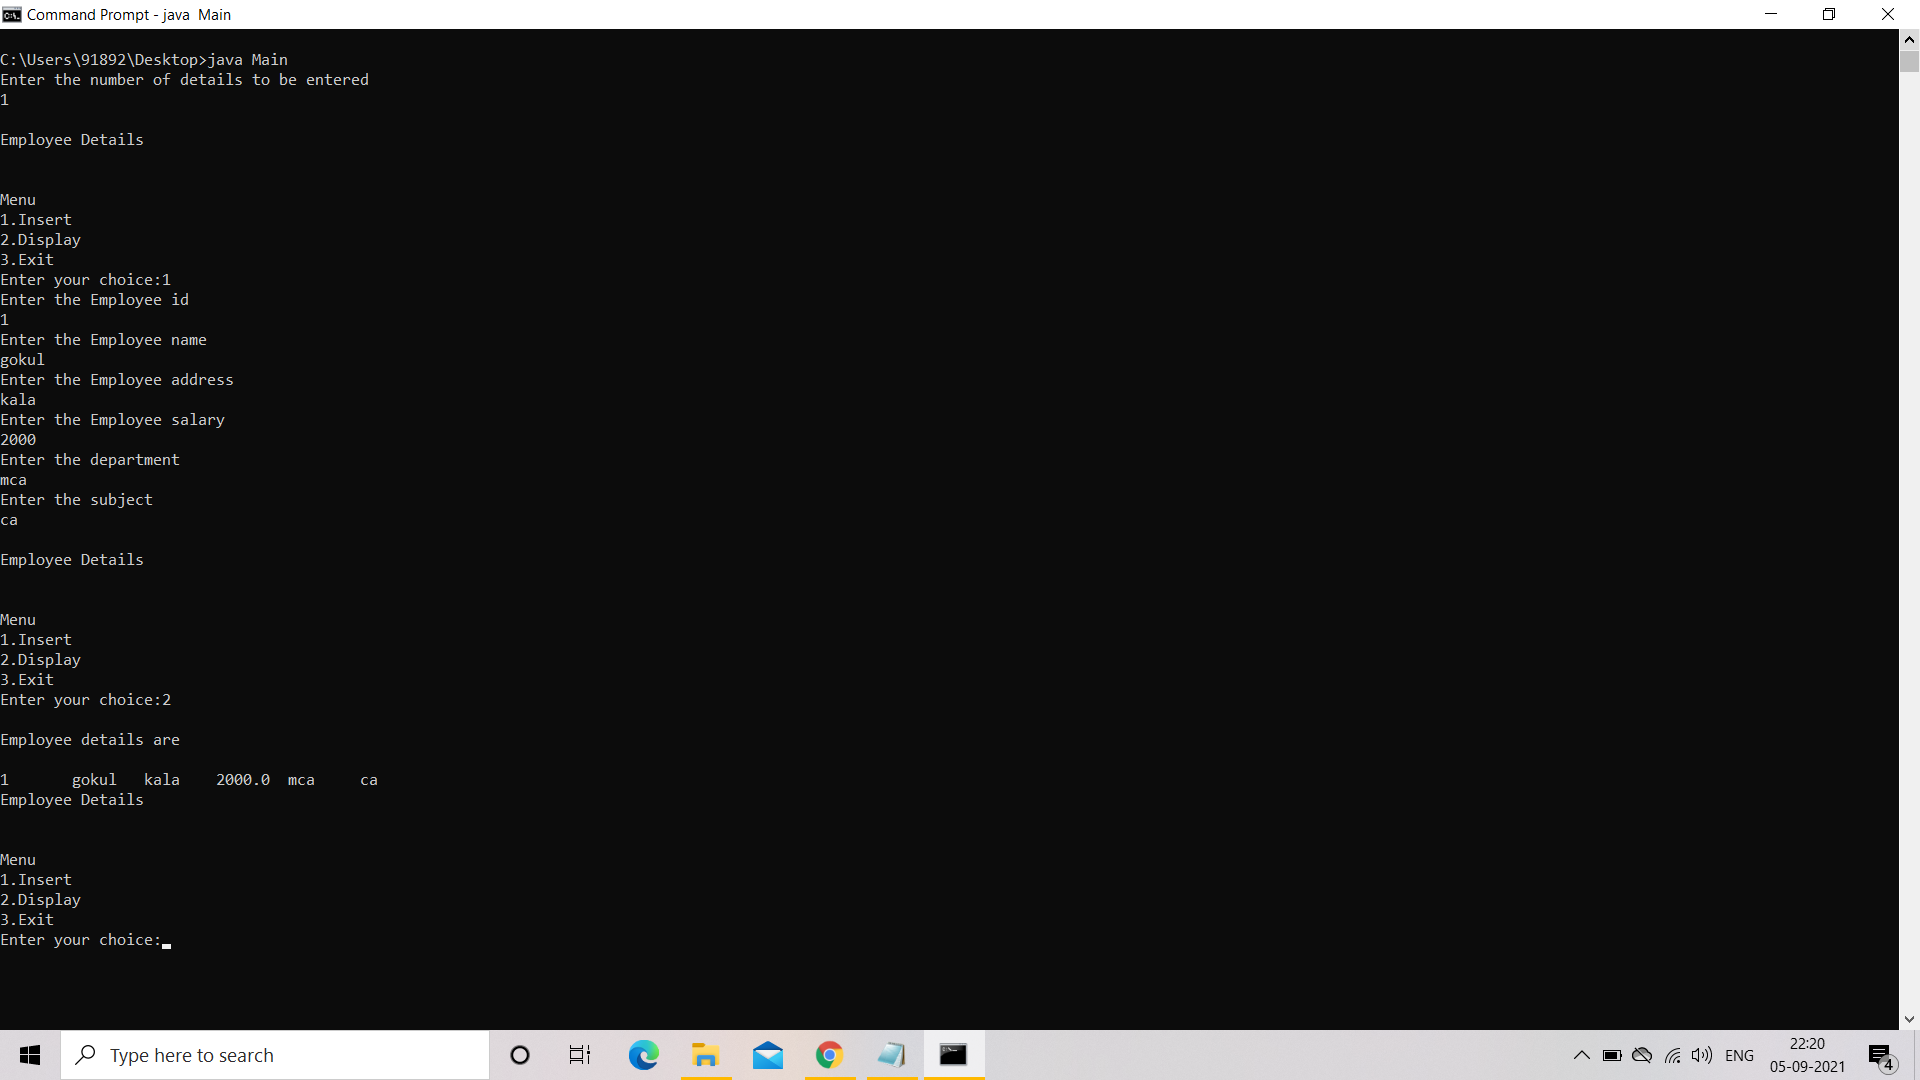 Command Prompt - java  Main
C:\Users\91892\Desktop>java Main
Enter the number of details to be entered
1
Employee Details
Menu
1.Insert
2.Display
3.Exit
Enter your choice:1
Enter the Employee id
1
Enter the Employee name
gokul
Enter the Employee address
kala
Enter the Employee salary
2000
Enter the department
mca
Enter the subject
ca
Employee Details
Menu
1.Insert
2.Display
3.Exit
Enter your choice:2
Employee details are
1       gokul   kala    2000.0  mca     ca
Employee Details
Menu
1.Insert
2.Display
3.Exit
Enter your choice:
Type here to search
ENG
22:20
05-09-2021
4